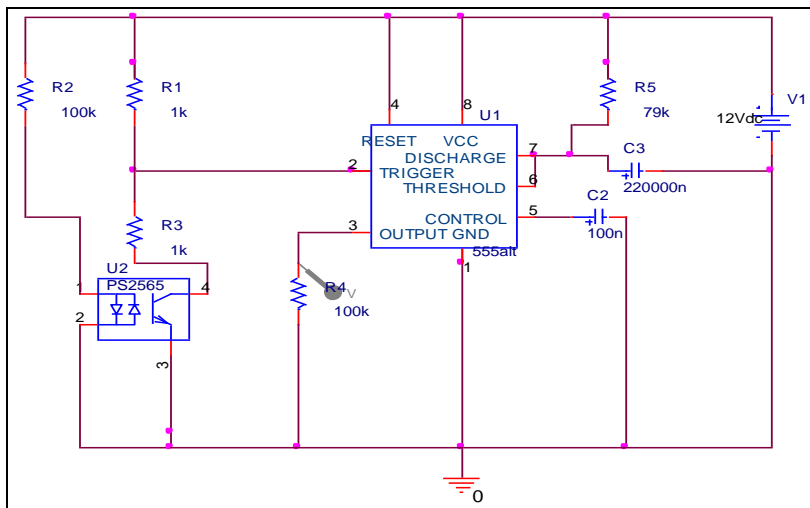 R2
100k
R1
1k
4
8
U1
R5
79k
V1
12Vdc
RESET
VCC
DISCHARGE
7
2
TRIGGER
THRESHOLD
6
C3
220000n
R3
1k
CONTROL
5
C2
100n
3
OUTPUT
GND
555alt
1
U2
PS2565
1
4
2
3
R4
100k
V
0